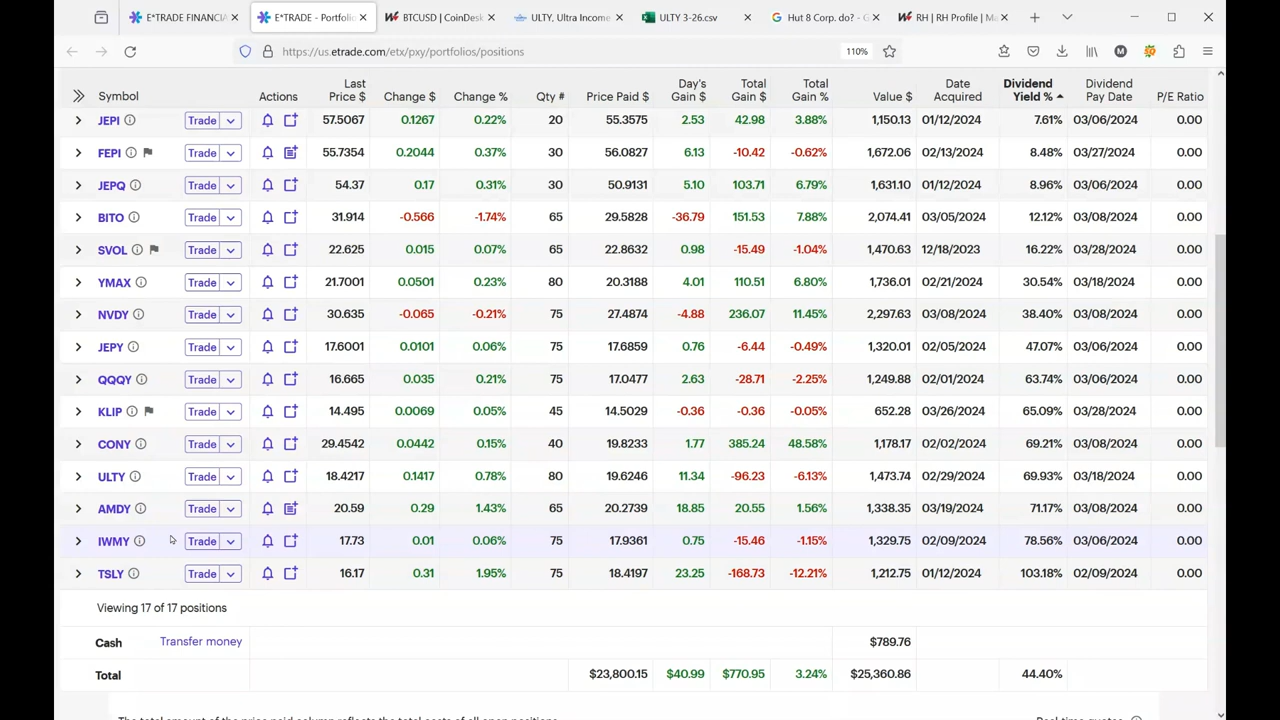 E*TRADE FINANCI
E*TRADE - Portfoli
BTCUSD | CoinDesk
ULTY, Ultra Income
ULTY 3-26.csv
Hut 8 Corp. do? - G
RH | RH Profile | Ma
https://us.etrade.com/etx/pxy/portfolios/positions
110%
Symbol Actions Last Price $ Change $ Change % Qty # Price Paid $ Day's Gain $ Total Gain $ Total Gain % Value $ Date Acquired Dividend Yield % Dividend Pay Date P/E Ratio
JEPI Trade 57.5067 0.1267 0.22% 20 55.3575 2.53 42.98 3.88% 1,150.13 01/12/2024 7.61% 03/06/2024 0.00
FEPI Trade 55.7354 0.2044 0.37% 30 56.0827 6.13 -10.42 -0.62% 1,672.06 02/13/2024 8.48% 03/27/2024 0.00
JEPQ Trade 54.37 0.17 0.31% 30 50.9131 5.10 103.71 6.79% 1,631.10 01/12/2024 8.96% 03/06/2024 0.00
BITO Trade 31.914 -0.566 -1.74% 65 29.5828 -36.79 151.53 7.88% 2,074.41 03/05/2024 12.12% 03/08/2024 0.00
SVOL Trade 22.625 0.015 0.07% 65 22.8632 0.98 -15.49 -1.04% 1,470.63 12/18/2023 16.22% 03/28/2024 0.00
YMAX Trade 21.7001 0.0501 0.23% 80 20.3188 4.01 110.51 6.80% 1,736.01 02/21/2024 30.54% 03/18/2024 0.00
NVDY Trade 30.635 -0.065 -0.21% 75 27.4874 -4.88 236.07 11.45% 2,297.63 03/08/2024 38.40% 03/08/2024 0.00
JEPY Trade 17.6001 0.0101 0.06% 75 17.6859 0.76 -6.44 -0.49% 1,320.01 02/05/2024 47.07% 03/06/2024 0.00
QQQY Trade 16.665 0.035 0.21% 75 17.0477 2.63 -28.71 -2.25% 1,249.88 02/01/2024 63.74% 03/06/2024 0.00
KLIP Trade 14.495 0.0069 0.05% 45 14.5029 -0.36 -0.36 -0.05% 652.28 03/26/2024 65.09% 03/28/2024 0.00
CONY Trade 29.4542 0.0442 0.15% 40 19.8233 1.77 385.24 48.58% 1,178.17 02/02/2024 69.21% 03/08/2024 0.00
ULTY Trade 18.4217 0.1417 0.78% 80 19.6246 11.34 -96.23 -6.13% 1,473.74 02/29/2024 69.93% 03/18/2024 0.00
AMDY Trade 20.59 0.29 1.43% 65 20.2739 18.85 20.55 1.56% 1,338.35 03/19/2024 71.17% 03/08/2024 0.00
IWMY Trade 17.73 0.01 0.06% 75 17.9361 0.75 -15.46 -1.15% 1,329.75 02/09/2024 78.56% 03/06/2024 0.00
TSLY Trade 16.17 0.31 1.95% 75 18.4197 23.25 -168.73 -12.21% 1,212.75 01/12/2024 103.18% 02/09/2024 0.00
Viewing 17 of 17 positions
Cash Transfer money $789.76
Total $23,800.15 $40.99 $770.95 3.24% $25,360.86 44.40%
The total amount of the price paid column reflects the total costs of all open positions
Real-time quotes